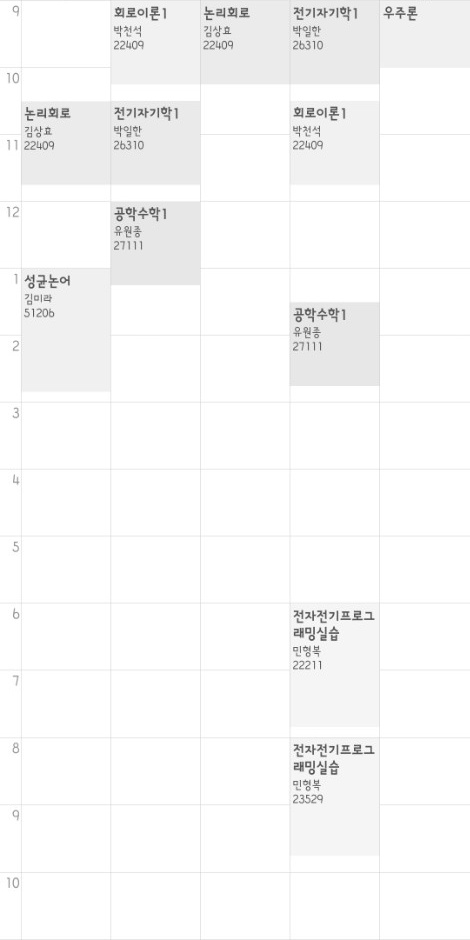 9
회로이론1
박천석
22409
논리회로
김상효
22409
전기자기학1
박일한
26310
우주론
10
논리회로
김상효
22409
전기자기학1
박일한
26310
회로이론1
박천석
22409
11
12
공학수학1
유원종
27111
1
성균논어
김미라
51206
공학수학1
유원종
27111
2
3
4
5
6
전자전기프로그
래밍실습
민형복
22211
7
8
전자전기프로그
래밍실습
민형복
23529
9
10